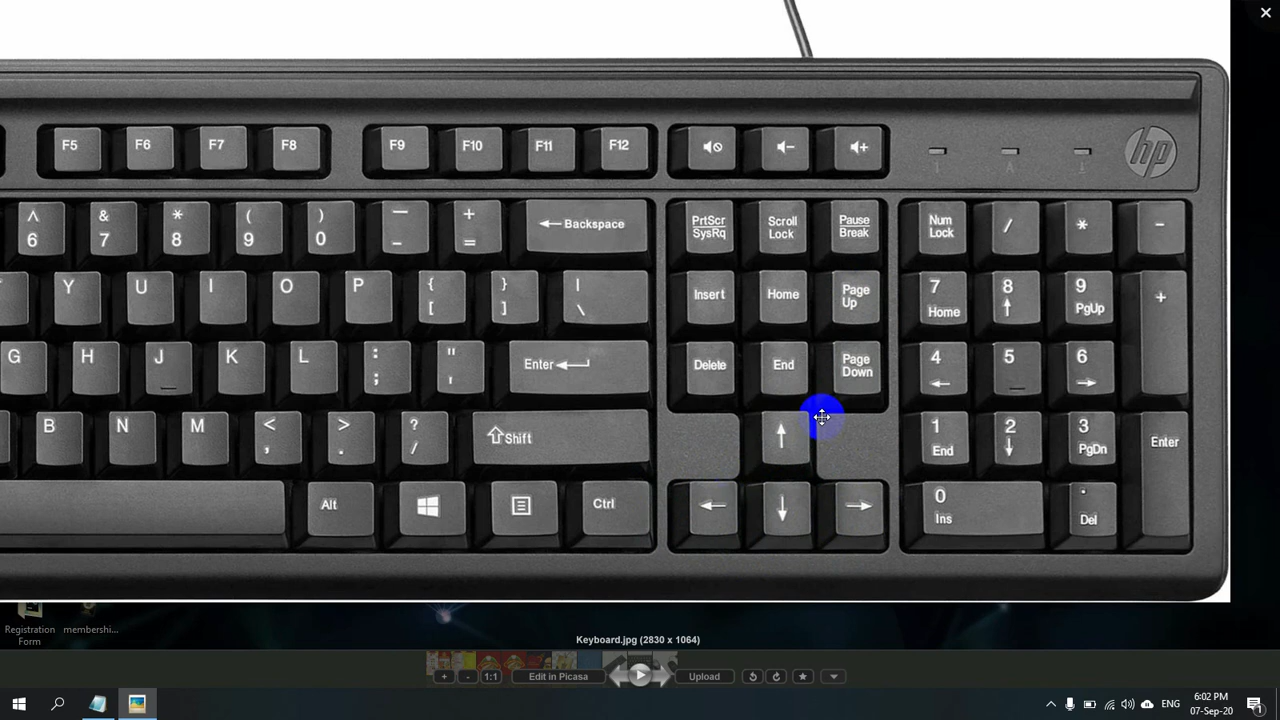 F5 F6 F7 F8 F9 F10 F11 F12
hp
^ & * ( ) — +
6 7 8 9 0 _ = Backspace
PrtScr
SysRq
Scroll
Lock
Pause
Break
Num
Lock
/ * −
Y U I O P { } |
[ ] \
Insert Home Page
Up
7
Home
8
9
PgUp
+
G H J K L : "
; '
Enter
Delete End Page
Down
4 5 6
B N M < > ?
, . /
Shift
1
End
2
3
PgDn
Enter
Alt Ctrl
0
Ins
.
Del
Registration
Form
membershi...
Keyboard.jpg (2830 x 1064)
+ - 1:1 Edit in Picasa Upload
ENG
6:02 PM
07-Sep-20
1